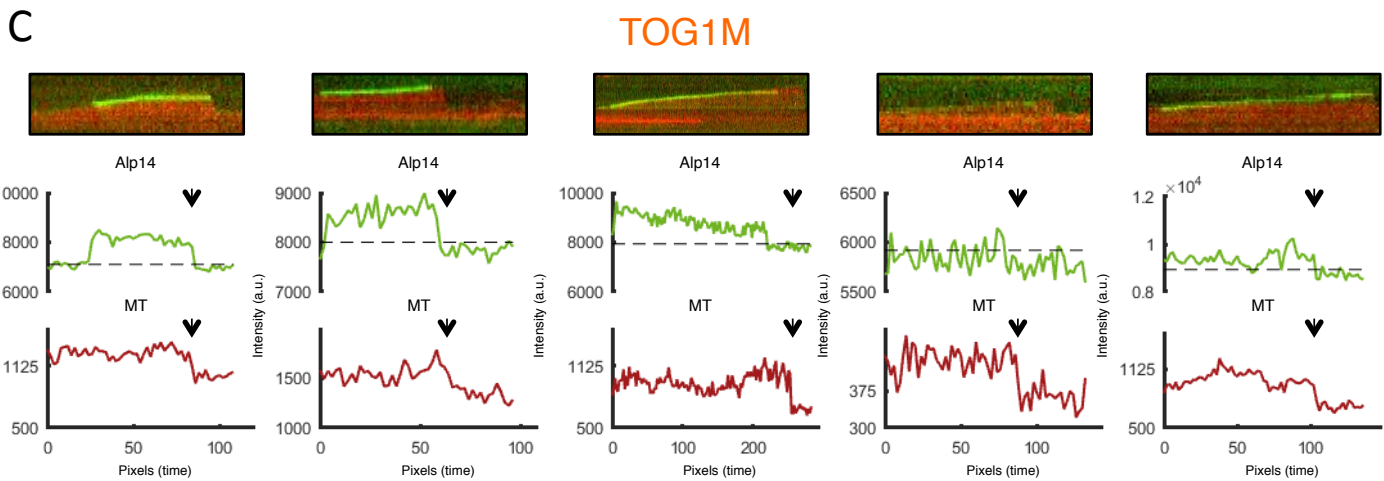 C
TOG1M
Alp14 Alp14 Alp14 Alp14 Alp14
0000 9000 10000 6500 1.2 ×10⁴
8000 8000 8000 6000 1
6000 7000 6000 5500 0.8
Intensity (a.u.) Intensity (a.u.) Intensity (a.u.) Intensity (a.u.)
MT MT MT MT MT
1125 1500 1125 375 1125
500 1000 500 300 500
0 50 100 0 50 100 0 100 200 0 50 100 0 50 100
Pixels (time) Pixels (time) Pixels (time) Pixels (time) Pixels (time)